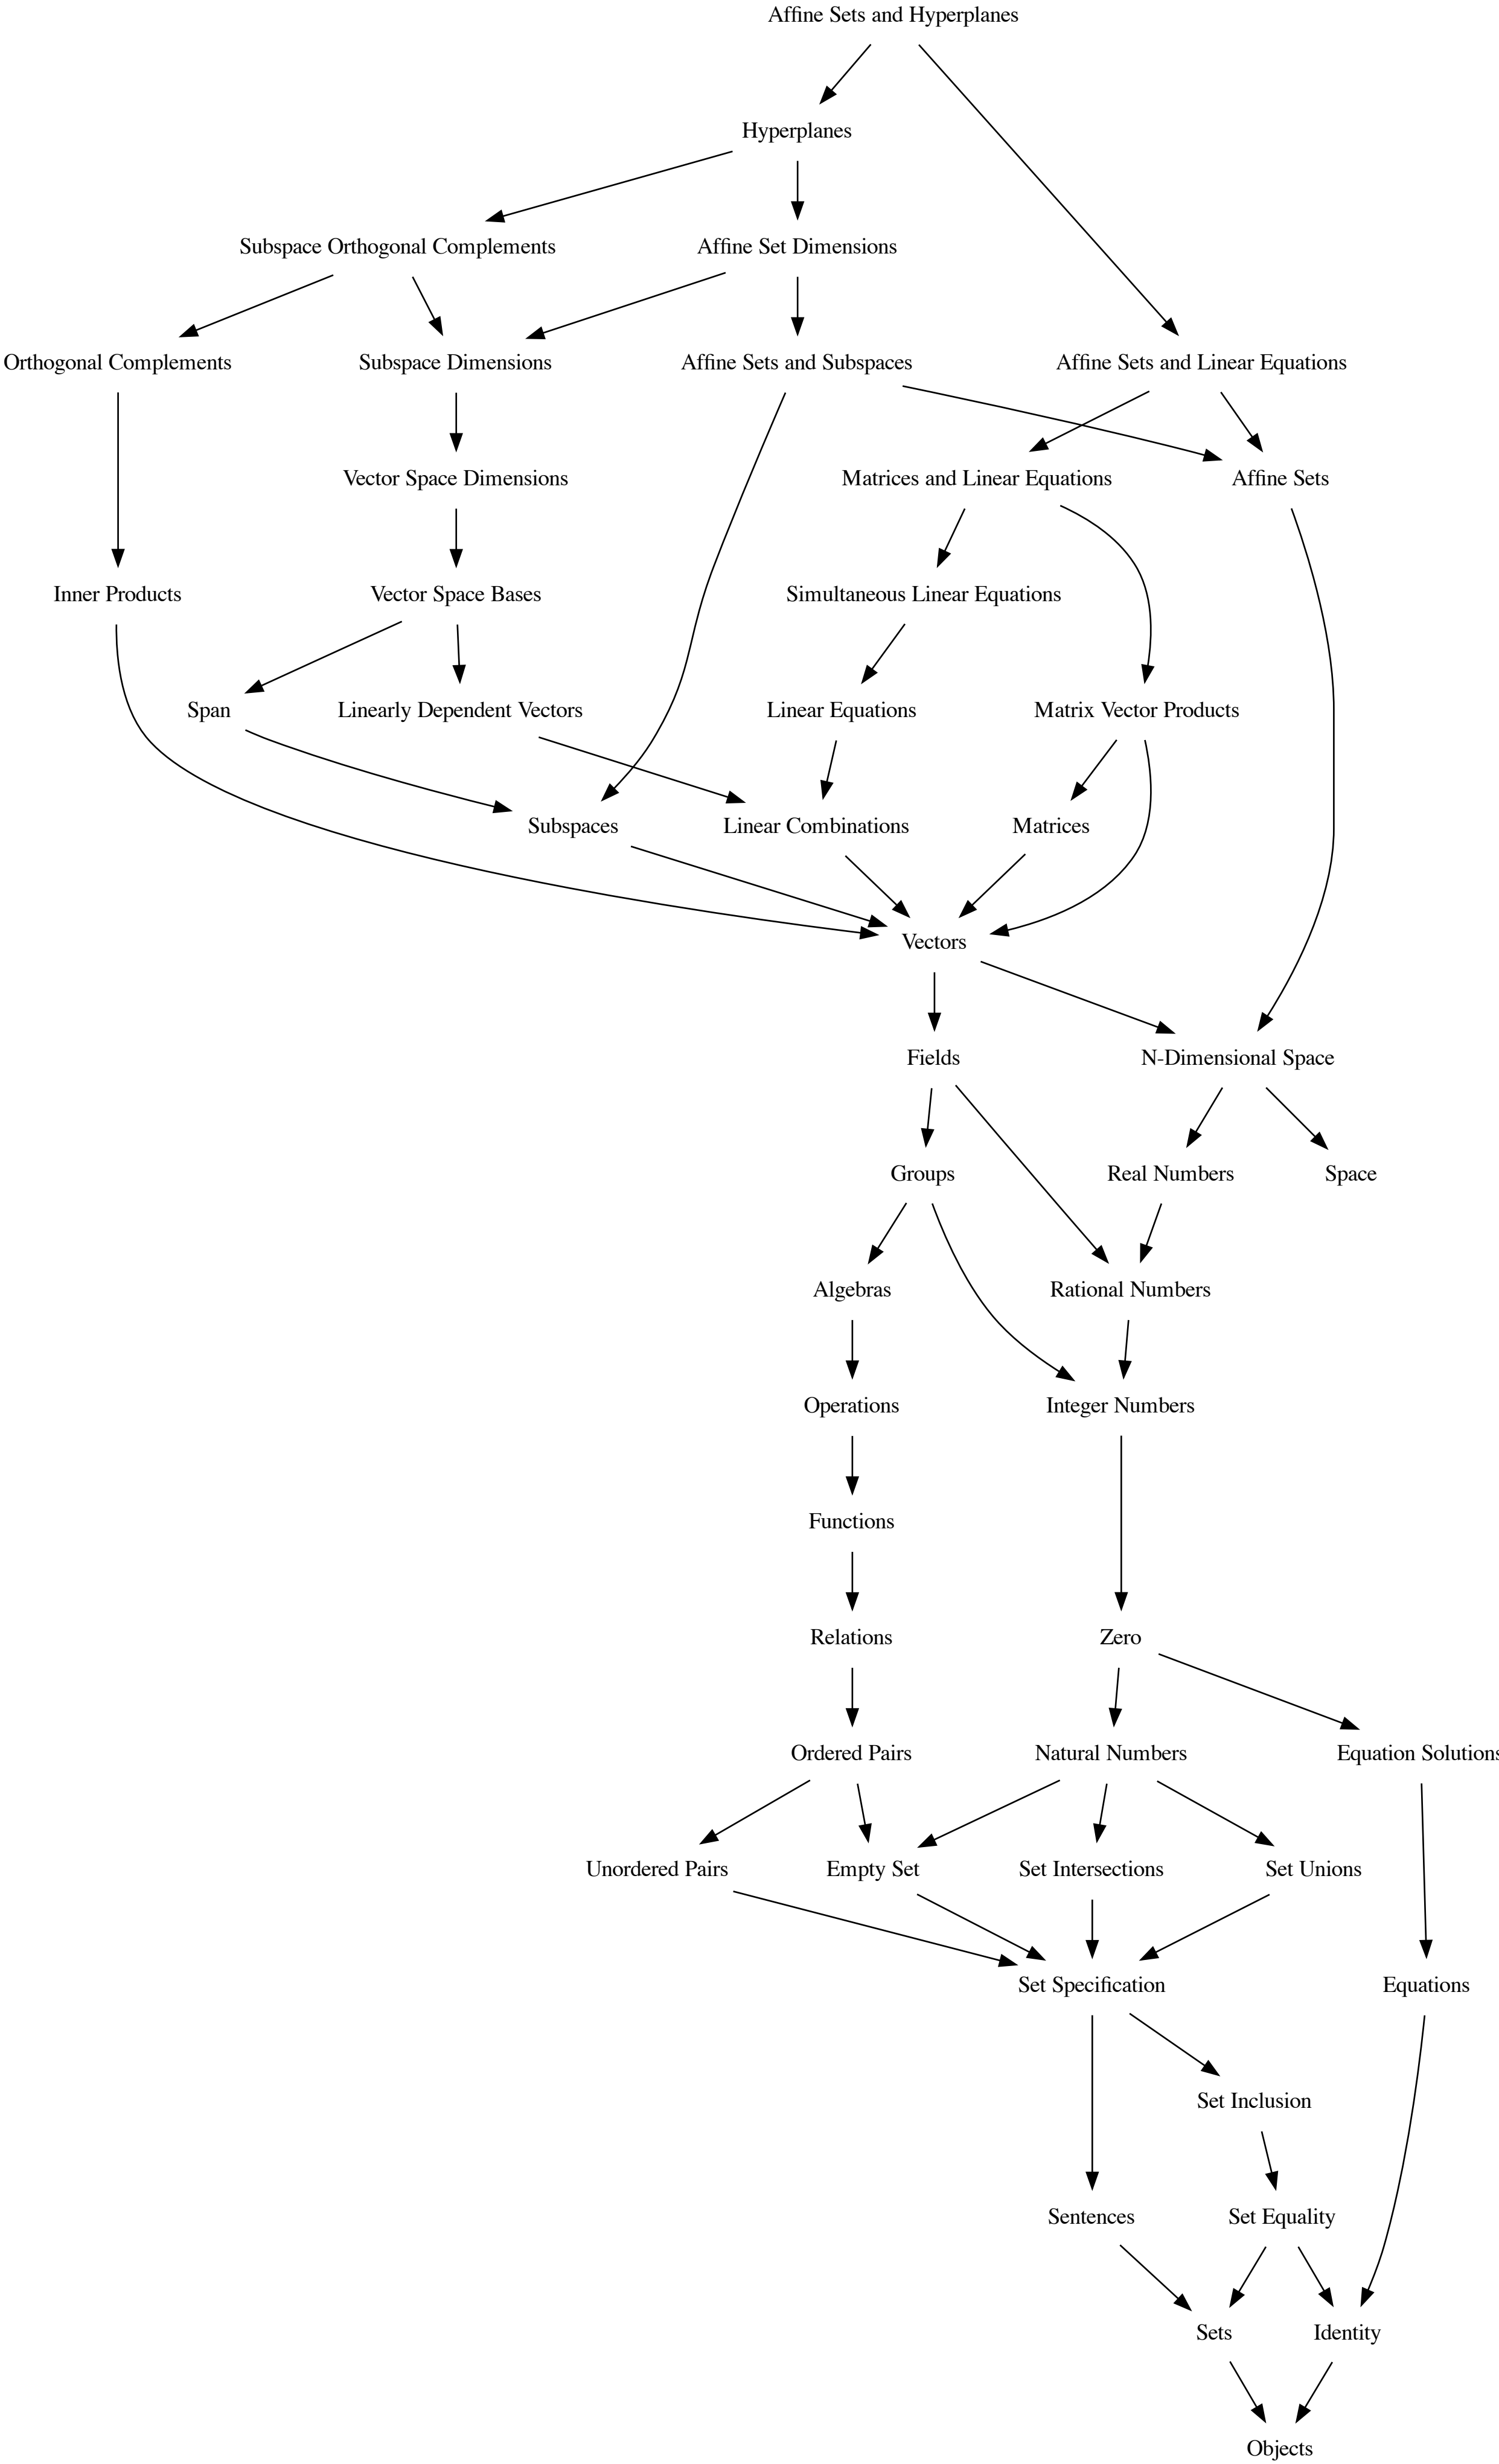 Affine Sets and Hyperplanes
Hyperplanes
Subspace Orthogonal Complements
Affine Set Dimensions
Orthogonal Complements
Subspace Dimensions
Affine Sets and Subspaces
Affine Sets and Linear Equations
Vector Space Dimensions
Matrices and Linear Equations
Affine Sets
Inner Products
Vector Space Bases
Simultaneous Linear Equations
Span
Linearly Dependent Vectors
Linear Equations
Matrix Vector Products
Subspaces
Linear Combinations
Matrices
Vectors
Fields
N-Dimensional Space
Groups
Real Numbers
Space
Algebras
Rational Numbers
Operations
Integer Numbers
Functions
Relations
Zero
Ordered Pairs
Natural Numbers
Equation Solutions
Unordered Pairs
Empty Set
Set Intersections
Set Unions
Set Specification
Equations
Set Inclusion
Sentences
Set Equality
Sets
Identity
Objects